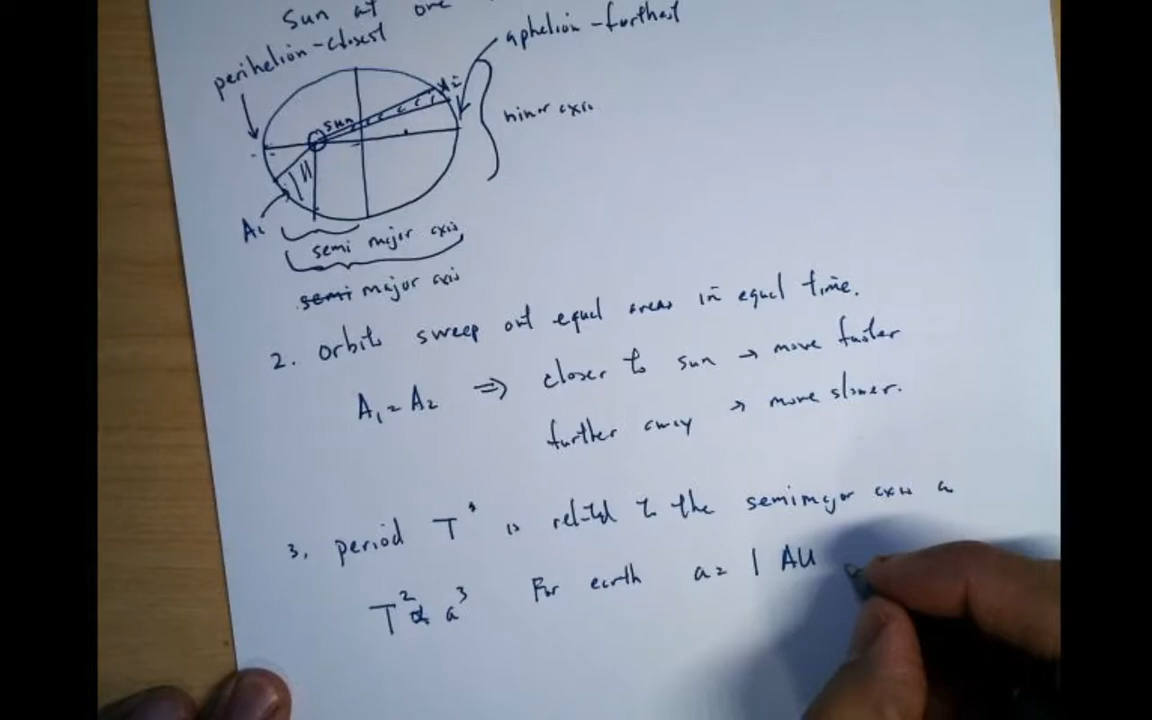 Sun at one
perihelion-closest
aphelion-furthest
sun
A2
minor axis
A1
semi major axis
semi major axis
2. Orbits sweep out equal areas in equal time.
A1 = A2 ⇒ closer to sun → move faster
further away → move slower.
3. period T is related to the semimajor axis a
T² α a³ For earth a = 1 AU